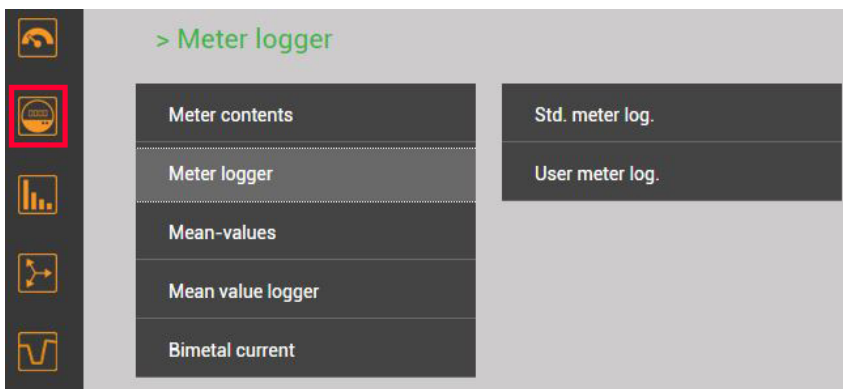 > Meter logger
Meter contents
Meter logger
Mean-values
Mean value logger
Bimetal current
Std. meter log.
User meter log.